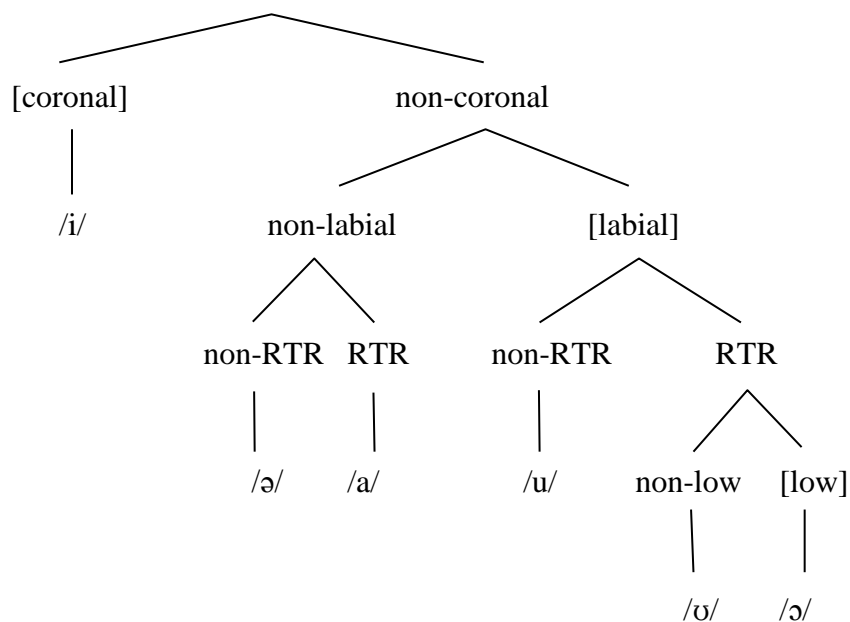 [coronal] non-coronal
/i/ non-labial [labial]
non-RTR RTR non-RTR RTR
/ə/ /a/ /u/ non-low [low]
/ʊ/ /ɔ/